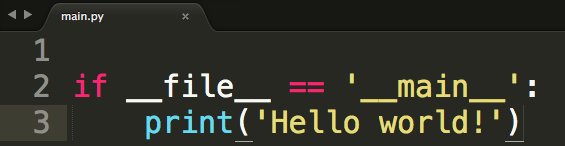 main.py
1
2 if __file__ == '__main__':
3     print('Hello world!')